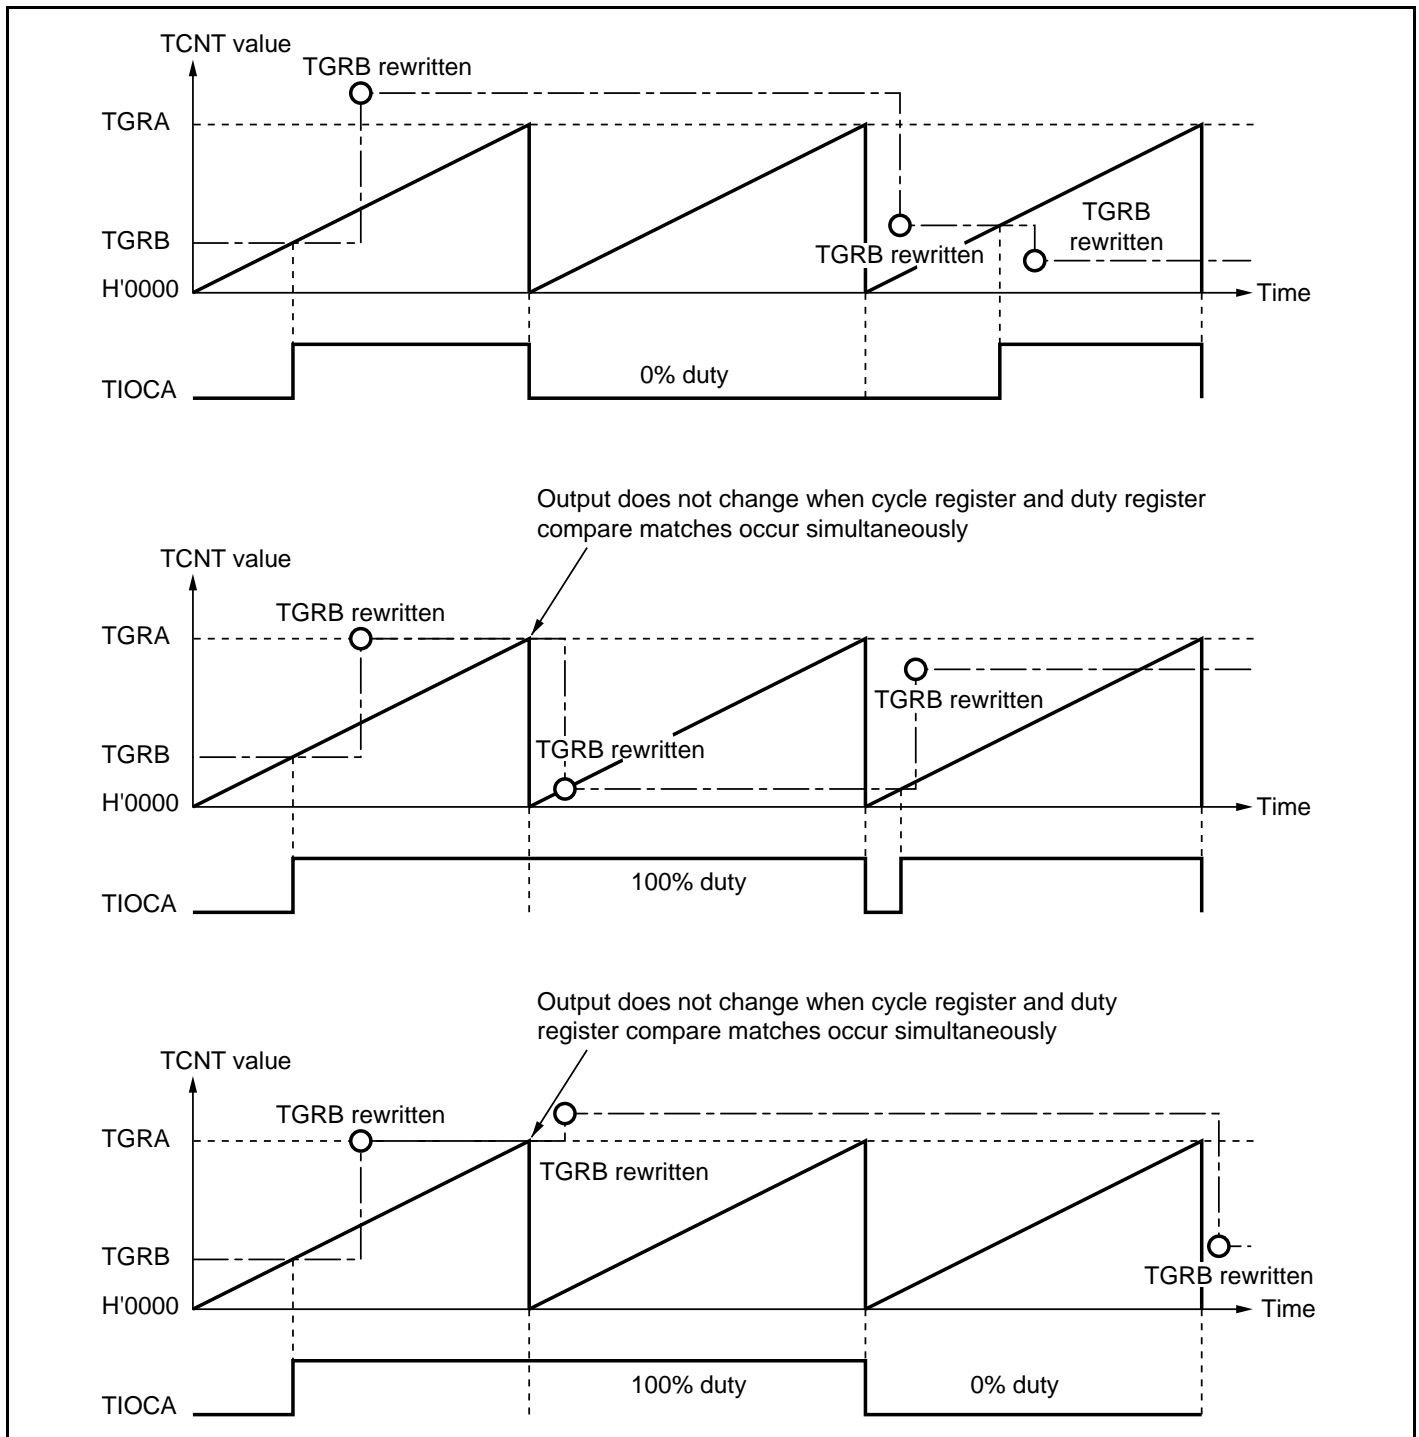 TCNT value
TGRB rewritten
TGRA
TGRB
rewritten
TGRB
TGRB rewritten
H'0000
Time
0% duty
TIOCA
Output does not change when cycle register and duty register
compare matches occur simultaneously
TCNT value
TGRB rewritten
TGRA
TGRB rewritten
TGRB
TGRB rewritten
H'0000
Time
100% duty
TIOCA
Output does not change when cycle register and duty
register compare matches occur simultaneously
TCNT value
TGRB rewritten
TGRA
TGRB rewritten
TGRB
TGRB rewritten
H'0000
Time
100% duty
0% duty
TIOCA